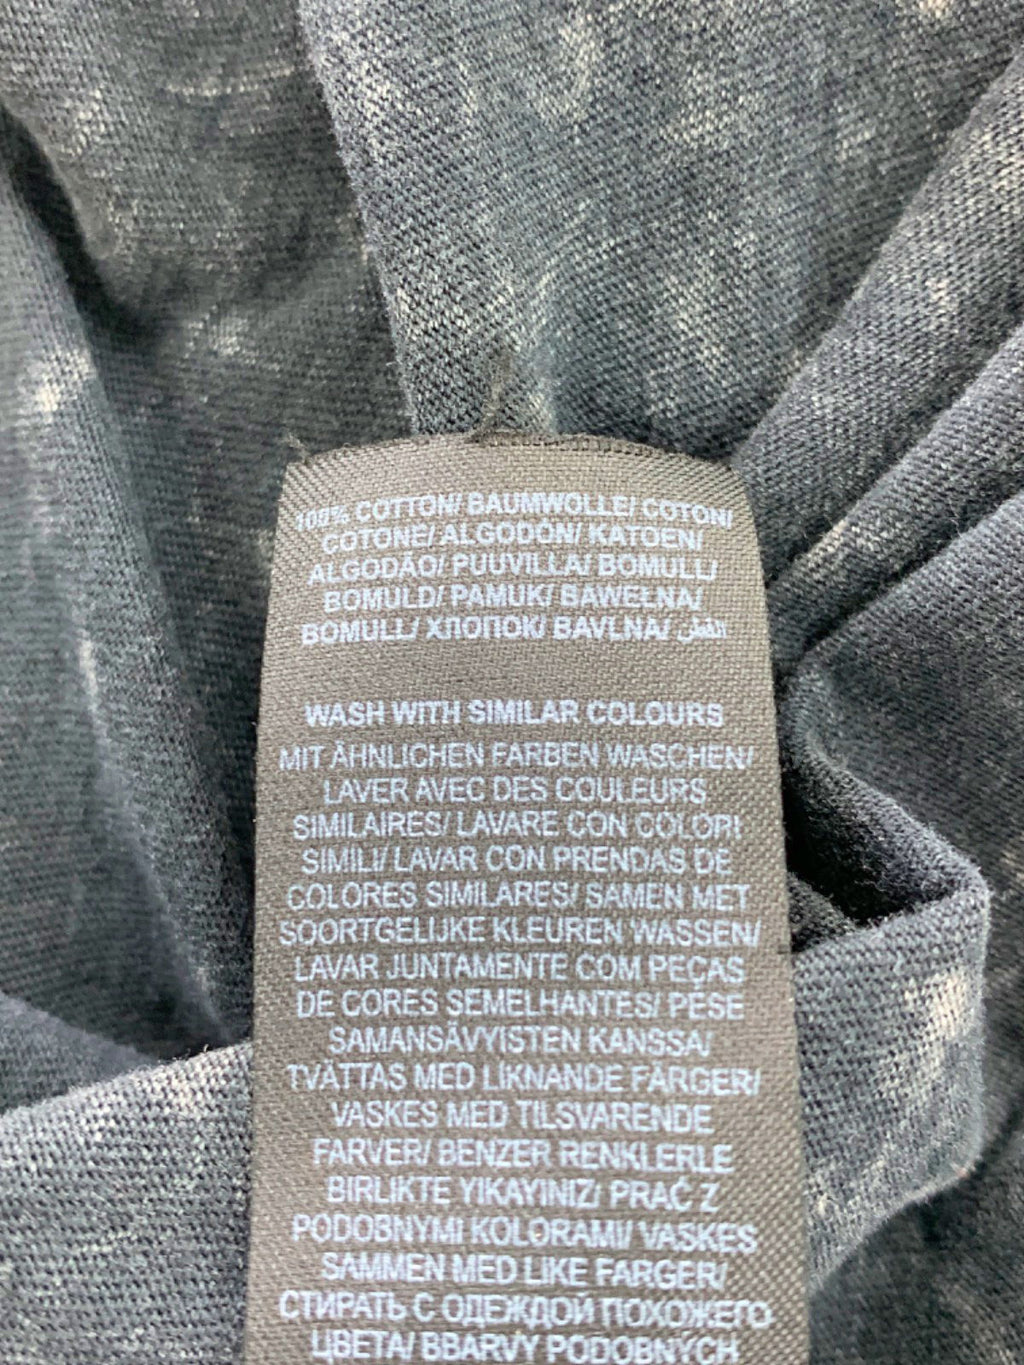 100% COTTON/ BAUMWOLLE/ COTON/
COTONE/ ALGODÓN/ KATOEN/
ALGODÃO/ PUUVILLA/ BOMULL/
BOMULD/ PAMUK/ BAWEŁNA/
BOMULL/ ХЛОПОК/ BAVLNA/ القطن
WASH WITH SIMILAR COLOURS
MIT ÄHNLICHEN FARBEN WASCHEN/
LAVER AVEC DES COULEURS
SIMILAIRES/ LAVARE CON COLORI
SIMILI/ LAVAR CON PRENDAS DE
COLORES SIMILARES/ SAMEN MET
SOORTGELIJKE KLEUREN WASSEN/
LAVAR JUNTAMENTE COM PEÇAS
DE CORES SEMELHANTES/ PESE
SAMANSÄVYISTEN KANSSA/
TVÄTTAS MED LIKNANDE FÄRGER/
VASKES MED TILSVARENDE
FARVER/ BENZER RENKLERLE
BIRLIKTE YIKAYINIZ/ PRAĆ Z
PODOBNYMI KOLORAMI/ VASKES
SAMMEN MED LIKE FARGER/
СТИРАТЬ С ОДЕЖДОЙ ПОХОЖЕГО
ЦВЕТА/ BBARVY PODOBNÝCH